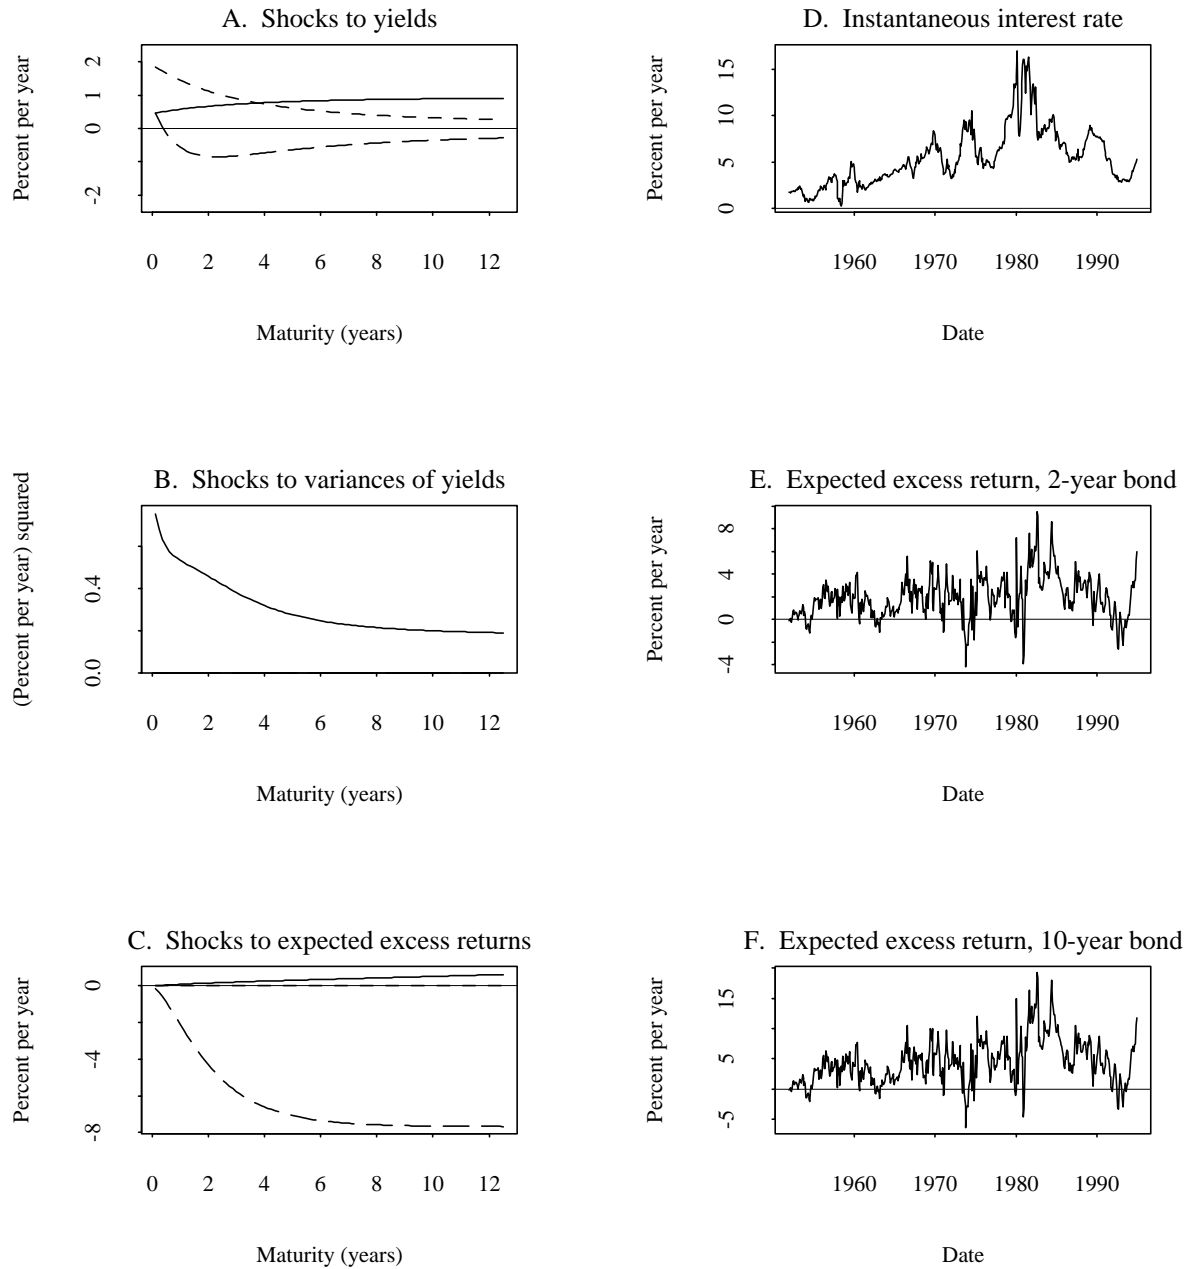 A. Shocks to yields
Percent per year
2
1
0
-2
0 2 4 6 8 10 12
Maturity (years)
B. Shocks to variances of yields
(Percent per year) squared
0.4
0.0
0 2 4 6 8 10 12
Maturity (years)
C. Shocks to expected excess returns
Percent per year
0
-4
-8
0 2 4 6 8 10 12
Maturity (years)
D. Instantaneous interest rate
Percent per year
15
10
5
0
1960 1970 1980 1990
Date
E. Expected excess return, 2-year bond
Percent per year
8
4
0
-4
1960 1970 1980 1990
Date
F. Expected excess return, 10-year bond
Percent per year
15
5
-5
1960 1970 1980 1990
Date